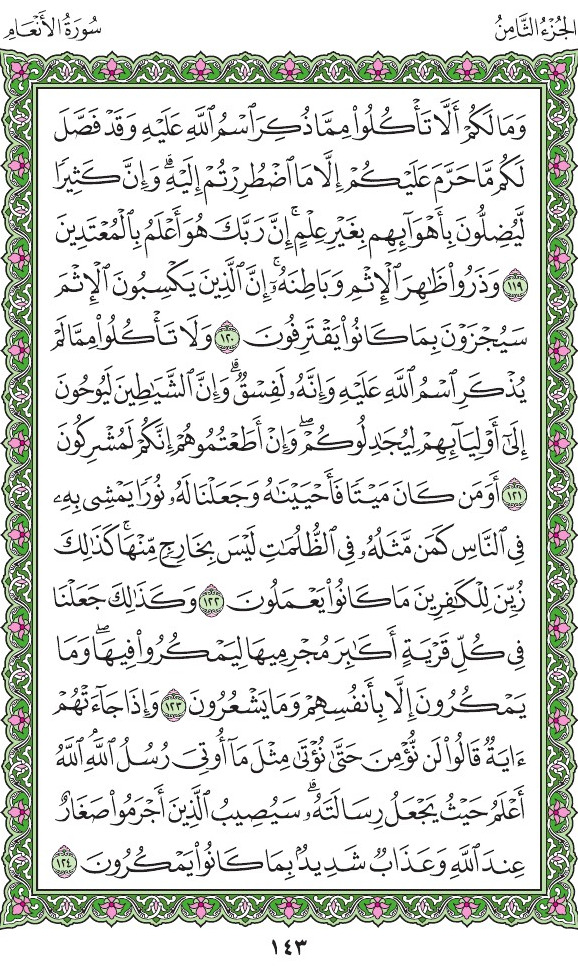 الجُزْءُ الثَّامِنُ
سُورَةُ الأَنْعَامِ
وَمَا لَكُمْ أَلَّا تَأْكُلُوا۟ مِمَّا ذُكِرَ ٱسْمُ ٱللَّهِ عَلَيْهِ وَقَدْ فَصَّلَ
لَكُم مَّا حَرَّمَ عَلَيْكُمْ إِلَّا مَا ٱضْطُرِرْتُمْ إِلَيْهِ ۗ وَإِنَّ كَثِيرًا
لَّيُضِلُّونَ بِأَهْوَآئِهِم بِغَيْرِ عِلْمٍ ۚ إِنَّ رَبَّكَ هُوَ أَعْلَمُ بِٱلْمُعْتَدِينَ
١١٩ وَذَرُوا۟ ظَٰهِرَ ٱلْإِثْمِ وَبَاطِنَهُۥٓ ۚ إِنَّ ٱلَّذِينَ يَكْسِبُونَ ٱلْإِثْمَ
سَيُجْزَوْنَ بِمَا كَانُوا۟ يَقْتَرِفُونَ ١٢٠ وَلَا تَأْكُلُوا۟ مِمَّا لَمْ
يُذْكَرِ ٱسْمُ ٱللَّهِ عَلَيْهِ وَإِنَّهُۥ لَفِسْقٌ ۗ وَإِنَّ ٱلشَّيَٰطِينَ لَيُوحُونَ
إِلَىٰٓ أَوْلِيَآئِهِمْ لِيُجَٰدِلُوكُمْ ۖ وَإِنْ أَطَعْتُمُوهُمْ إِنَّكُمْ لَمُشْرِكُونَ
١٢١ أَوَمَن كَانَ مَيْتًا فَأَحْيَيْنَٰهُ وَجَعَلْنَا لَهُۥ نُورًا يَمْشِى بِهِۦ
فِى ٱلنَّاسِ كَمَن مَّثَلُهُۥ فِى ٱلظُّلُمَٰتِ لَيْسَ بِخَارِجٍ مِّنْهَا ۚ كَذَٰلِكَ
زُيِّنَ لِلْكَٰفِرِينَ مَا كَانُوا۟ يَعْمَلُونَ ١٢٢ وَكَذَٰلِكَ جَعَلْنَا
فِى كُلِّ قَرْيَةٍ أَكَٰبِرَ مُجْرِمِيهَا لِيَمْكُرُوا۟ فِيهَا ۖ وَمَا
يَمْكُرُونَ إِلَّا بِأَنفُسِهِمْ وَمَا يَشْعُرُونَ ١٢٣ وَإِذَا جَآءَتْهُمْ
ءَايَةٌ قَالُوا۟ لَن نُّؤْمِنَ حَتَّىٰ نُؤْتَىٰ مِثْلَ مَآ أُوتِىَ رُسُلُ ٱللَّهِ ۘ ٱللَّهُ
أَعْلَمُ حَيْثُ يَجْعَلُ رِسَالَتَهُۥ ۗ سَيُصِيبُ ٱلَّذِينَ أَجْرَمُوا۟ صَغَارٌ
عِندَ ٱللَّهِ وَعَذَابٌ شَدِيدٌۢ بِمَا كَانُوا۟ يَمْكُرُونَ ١٢٤
١٤٣